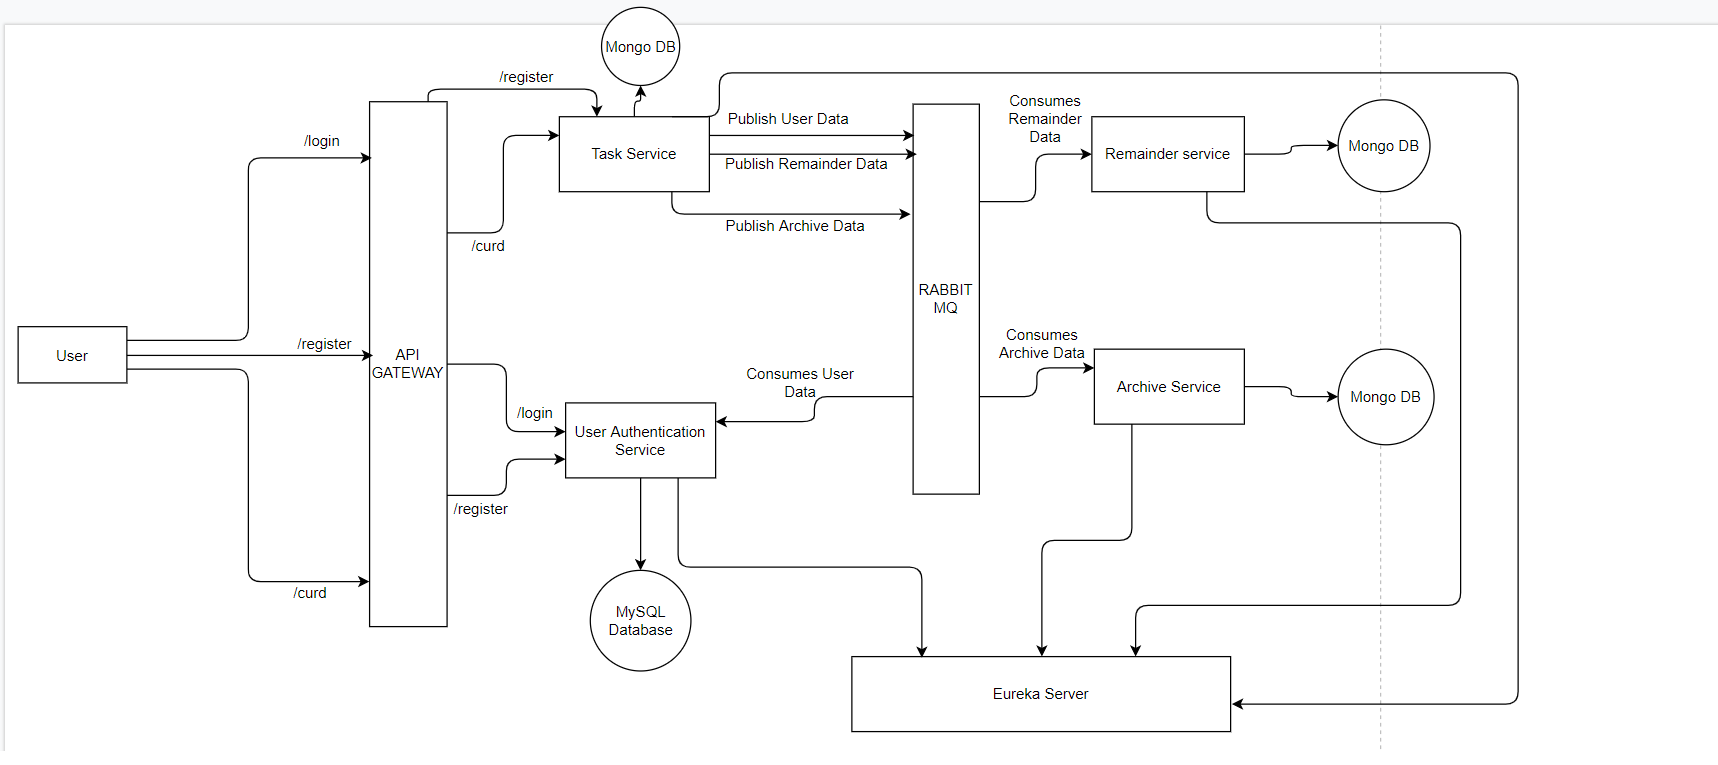 Mongo DB
/register
/login
Publish User Data
Task Service
Publish Remainder Data
Consumes
Remainder
Data
Remainder service
Mongo DB
/curd
Publish Archive Data
RABBIT
MQ
User
/register
API
GATEWAY
Consumes
Archive Data
Archive Service
Mongo DB
Consumes User
Data
/login
User Authentication
Service
/register
/curd
MySQL
Database
Eureka Server